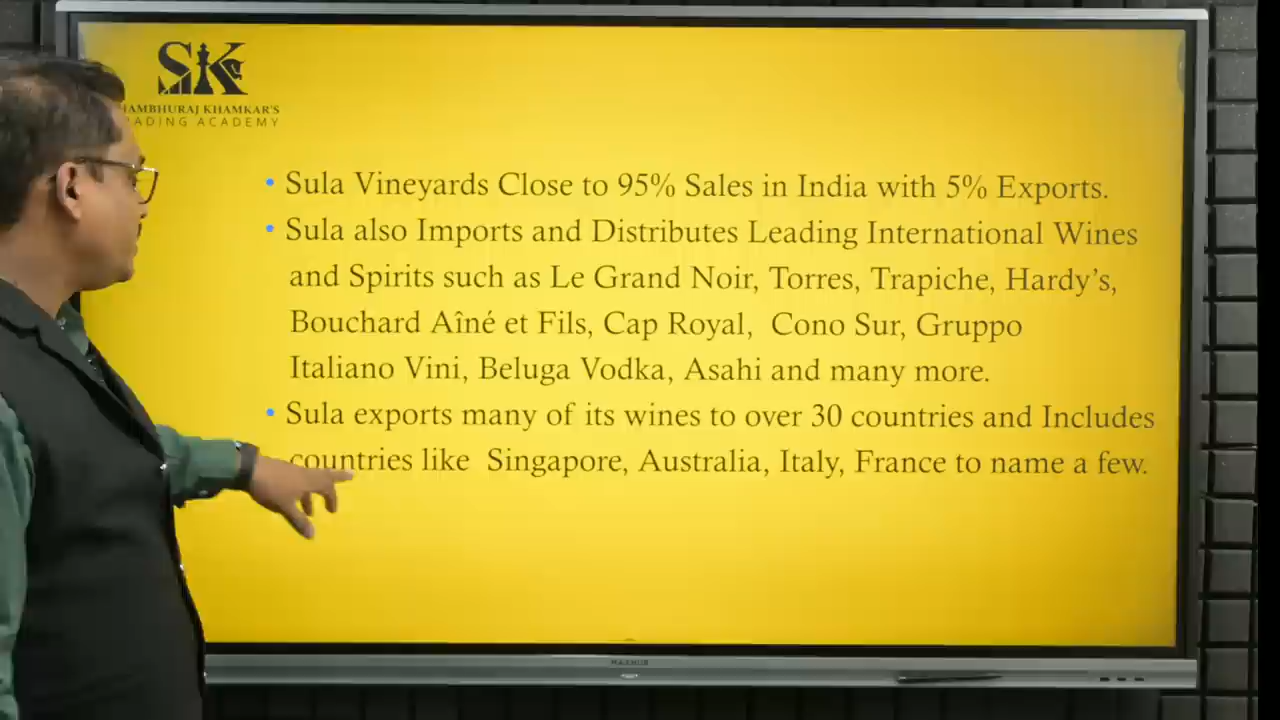 SK
HAMBHURAJ KHAMKAR'S
RADING ACADEMY
• Sula Vineyards Close to 95% Sales in India with 5% Exports.
• Sula also Imports and Distributes Leading International Wines
and Spirits such as Le Grand Noir, Torres, Trapiche, Hardy's,
Bouchard Aîné et Fils, Cap Royal, Cono Sur, Gruppo
Italiano Vini, Beluga Vodka, Asahi and many more.
• Sula exports many of its wines to over 30 countries and Includes
countries like Singapore, Australia, Italy, France to name a few.
MAXHUB